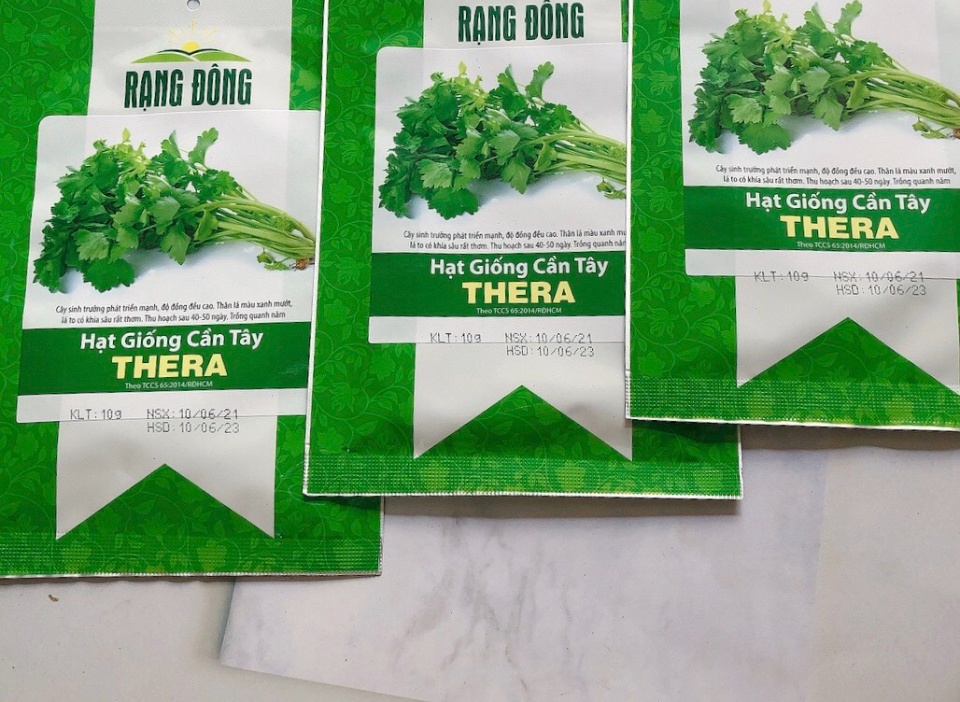 RẠNG ĐÔNG
Cây sinh trưởng phát triển mạnh, độ đồng đều cao. Thân lá màu xanh mướt,
lá to có khía sâu rất thơm. Thu hoạch sau 40-50 ngày. Trồng quanh năm
Hạt Giống Cần Tây
THERA
Theo TCCS 65:2014/RDHCM
KLT: 10g NSX: 10/06/21
HSD: 10/06/23
RẠNG ĐÔNG
Cây sinh trưởng phát triển mạnh, độ đồng đều cao. Thân lá màu
lá to có khía sâu rất thơm. Thu hoạch sau 40-50 ngày. Trồng quanh
Hạt Giống Cần Tây
THERA
Theo TCCS 65:2014/RDHCM
KLT: 10g NSX: 10/06/21
HSD: 10/06/23
Cây sinh trưởng phát triển mạnh, độ đồng đều cao. Thân lá màu xanh mướt,
lá to có khía sâu rất thơm. Thu hoạch sau 40-50 ngày. Trồng quanh năm
Hạt Giống Cần Tây
THERA
Theo TCCS 65:2014/RDHCM
KLT: 10g NSX: 10/06/21
HSD: 10/06/23